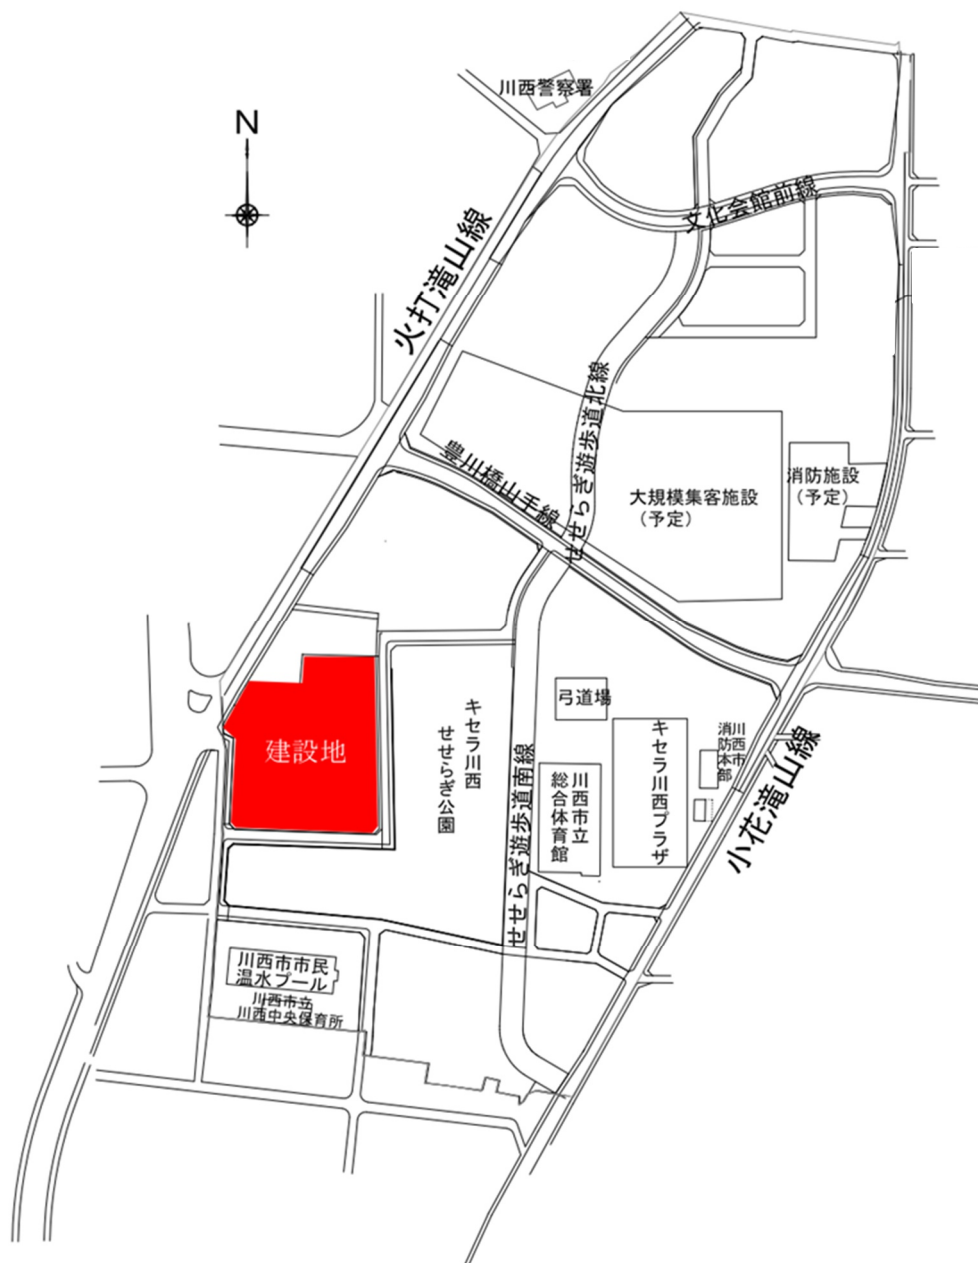 川西警察署
N
文化会館前線
火打滝山線
せせらぎ遊歩道北線
豊川橋山手線
消防施設
（予定）
大規模集客施設
（予定）
弓道場
キセラ川西
せせらぎ公園
建設地
せせらぎ遊歩道南線
川西市立
総合体育館
キセラ川西プラザ
川西市
消防本部
小花滝山線
川西市市民
温水プール
川西市立
川西中央保育所